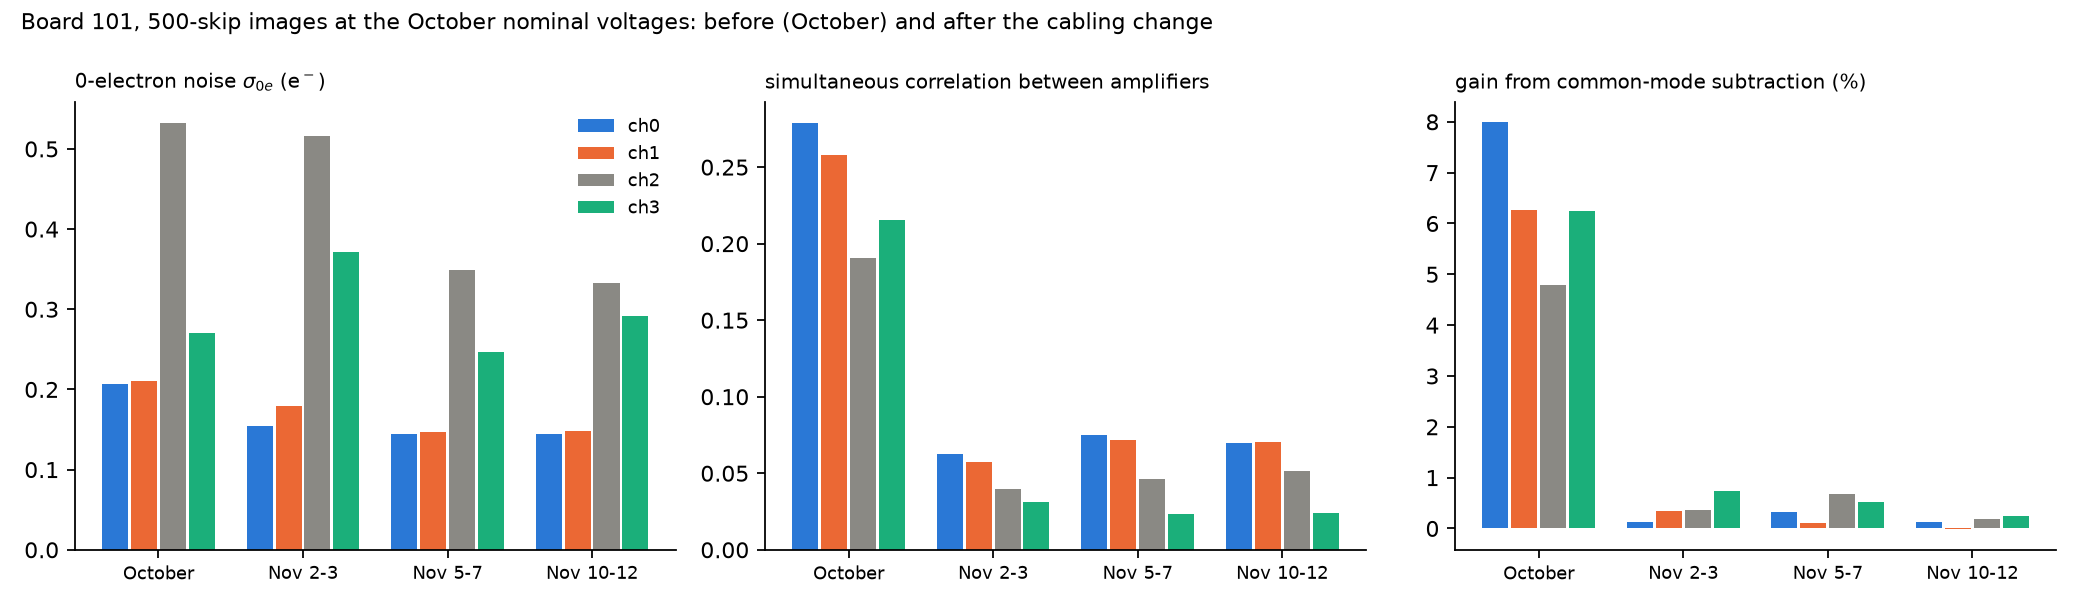 Board 101, 500-skip images at the October nominal voltages: before (October) and after the cabling change
0-electron noise σ₀ₑ (e⁻)
0.5
0.4
0.3
0.2
0.1
0.0
ch0
ch1
ch2
ch3
October Nov 2-3 Nov 5-7 Nov 10-12
simultaneous correlation between amplifiers
0.25
0.20
0.15
0.10
0.05
0.00
October Nov 2-3 Nov 5-7 Nov 10-12
gain from common-mode subtraction (%)
8
7
6
5
4
3
2
1
0
October Nov 2-3 Nov 5-7 Nov 10-12